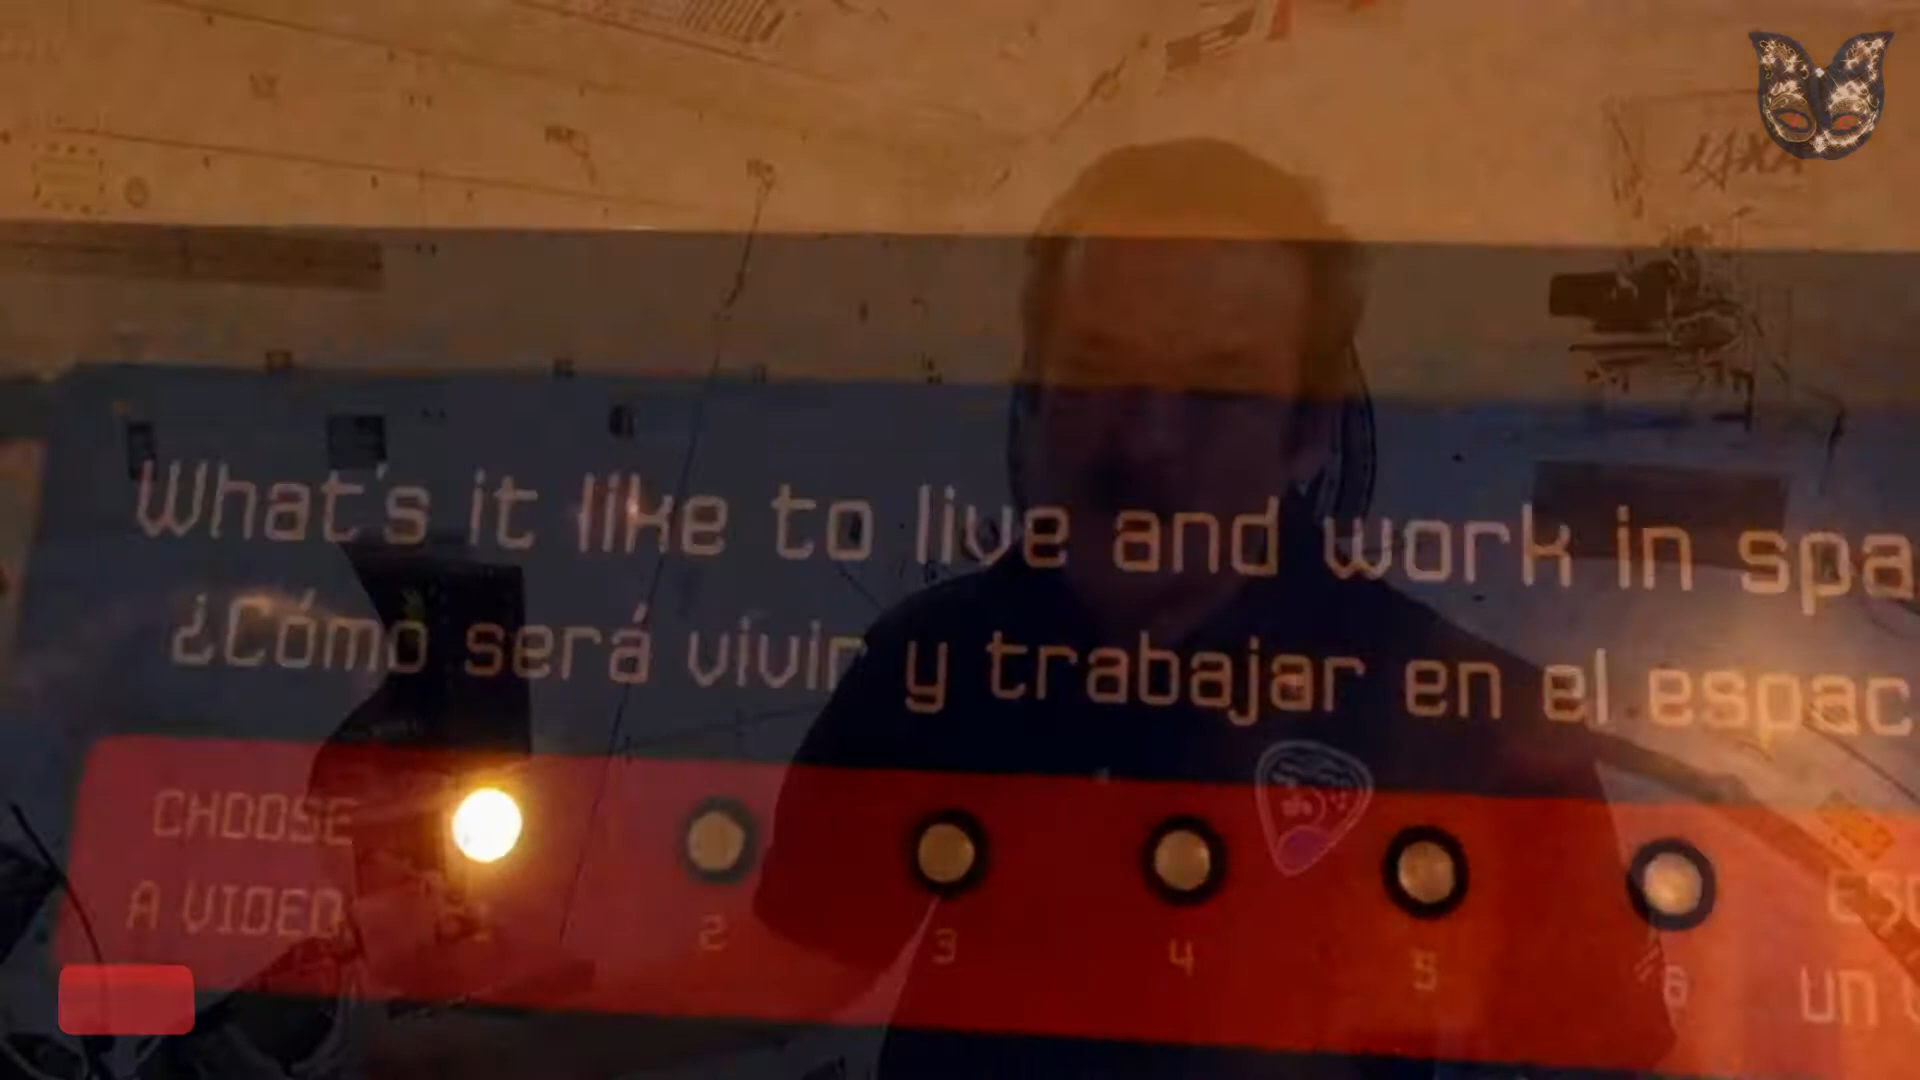 What's it like to live and work in spa
¿Cómo será vivir y trabajar en el espac
CHOOSE
A VIDEO
2
3
4
5
6
UN